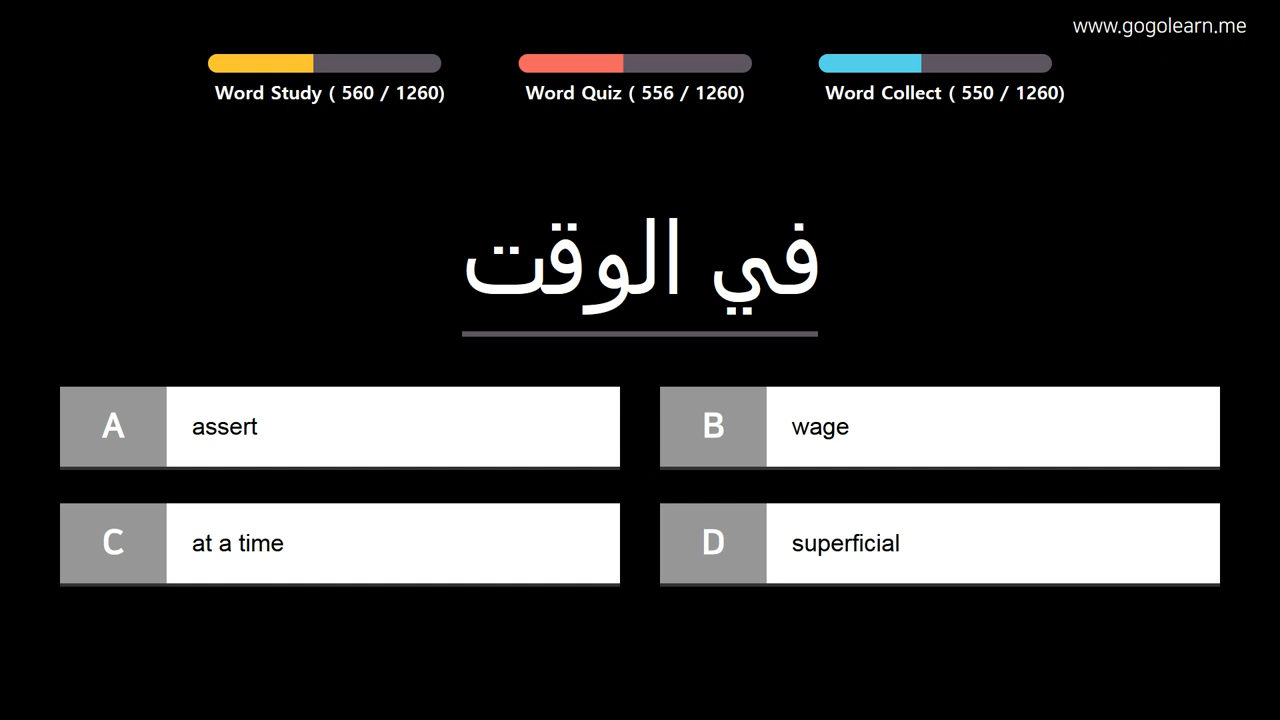 www.gogolearn.me
Word Study ( 560 / 1260)
Word Quiz ( 556 / 1260)
Word Collect ( 550 / 1260)
في الوقت
A assert
B wage
C at a time
D superficial